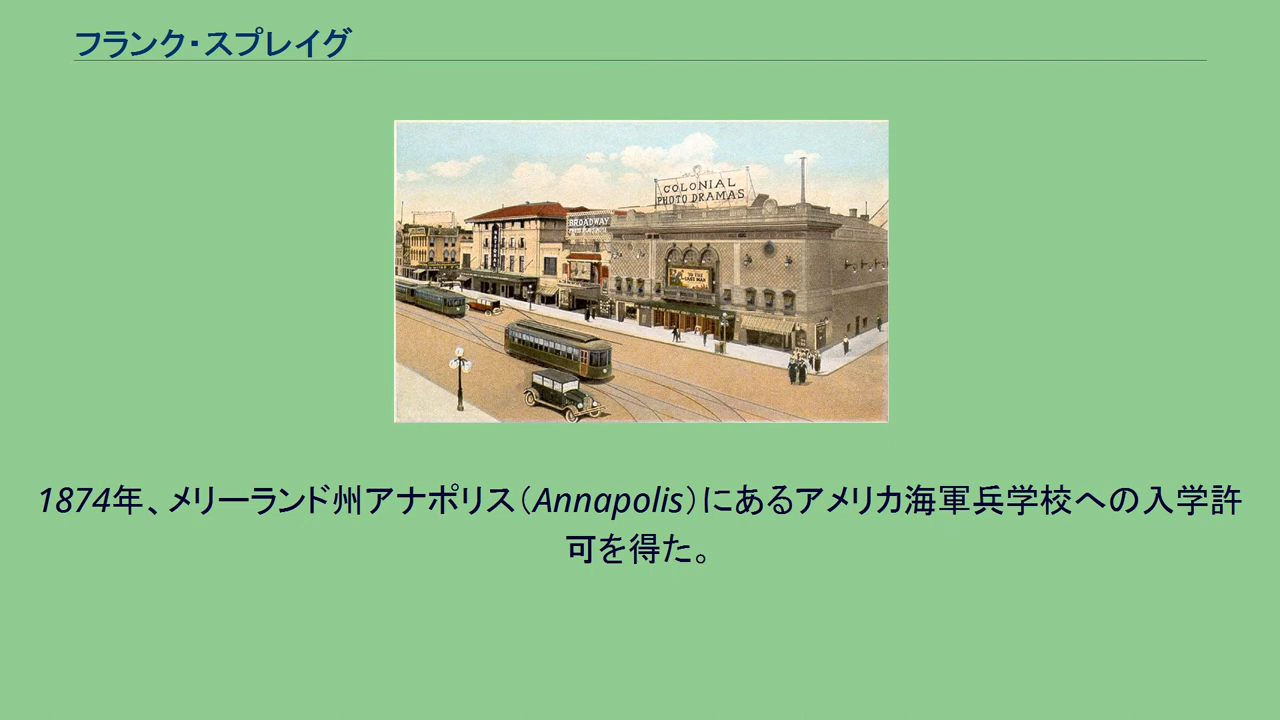 フランク・スプレイグ
COLONIAL
PHOTO DRAMAS
BROADWAY
1874年、メリーランド州アナポリス（Annapolis）にあるアメリカ海軍兵学校への入学許
可を得た。